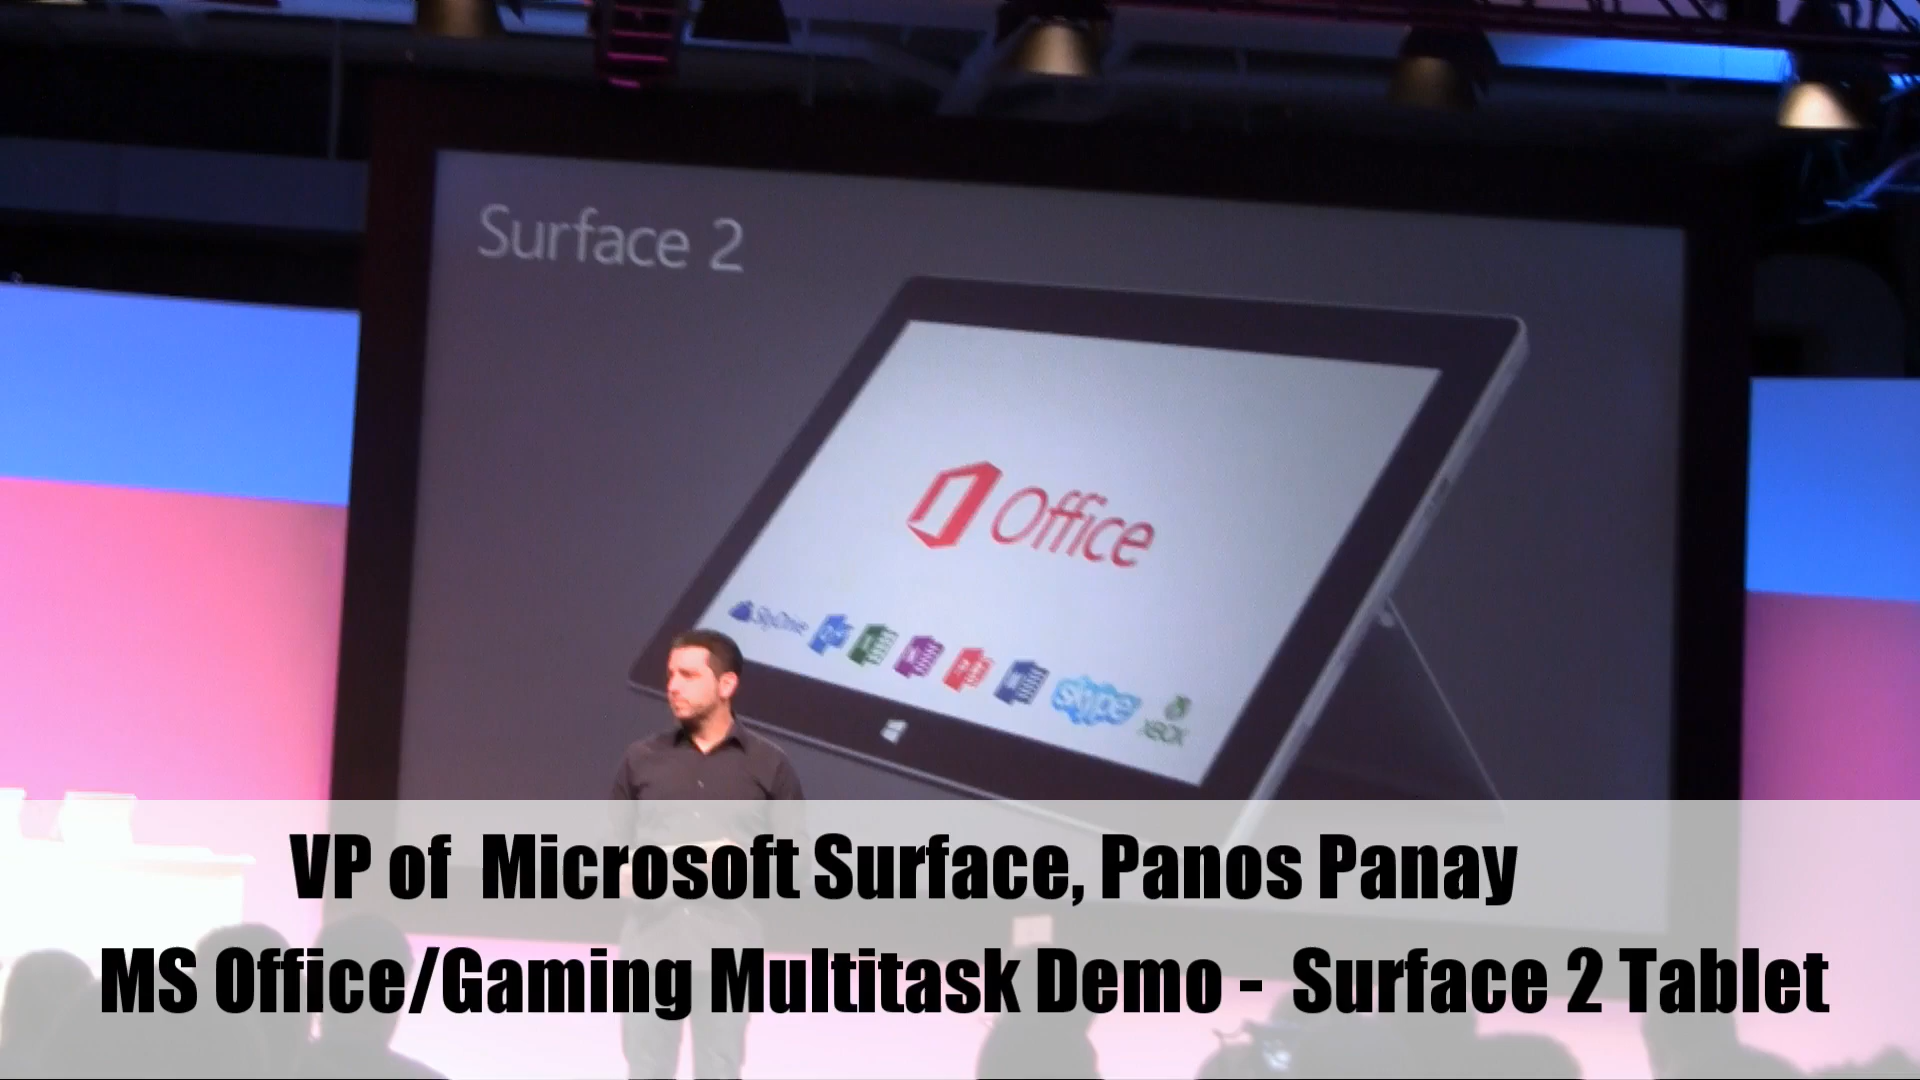 Surface 2
Office
SkyDrive
skype
XBOX
VP of Microsoft Surface, Panos Panay
MS Office/Gaming Multitask Demo - Surface 2 Tablet